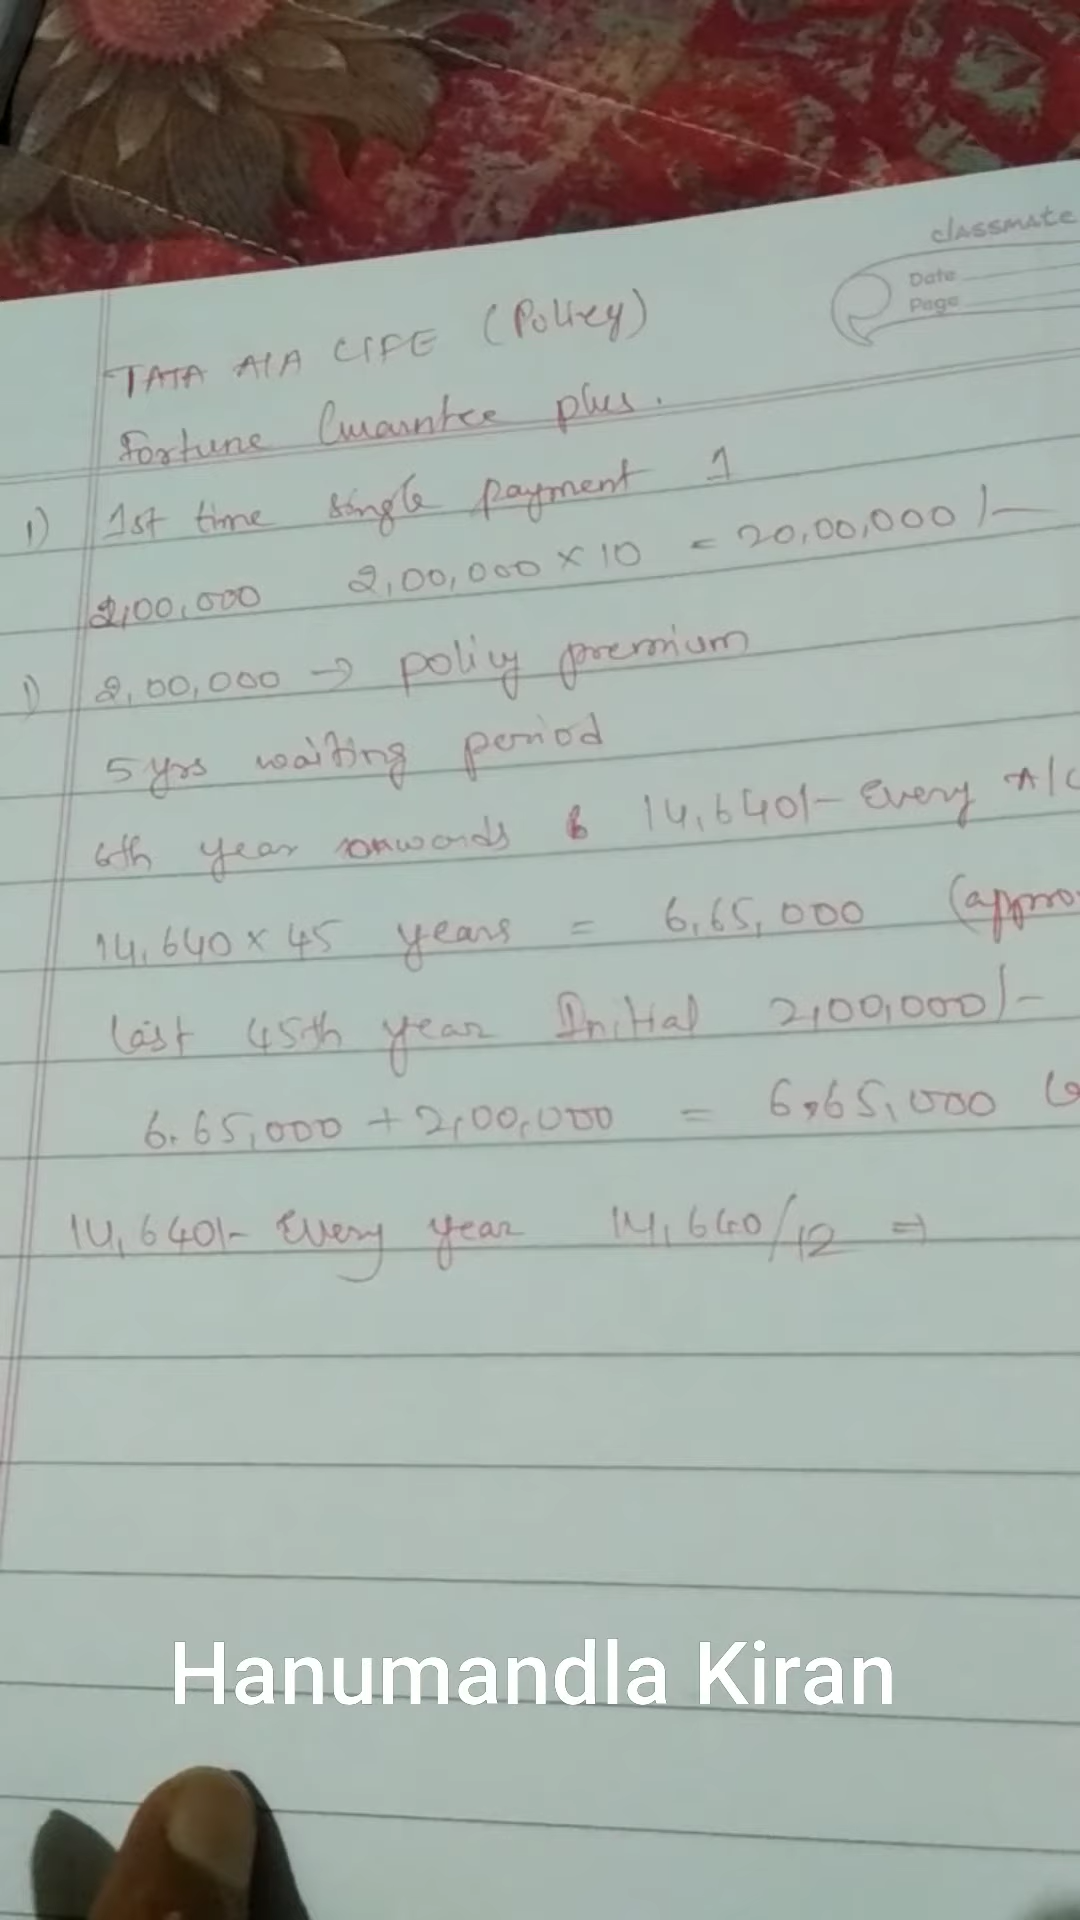 classmate
Date
Page
TATA AIA LIFE (Policy)
Fortune Guarntee plus.
1) 1st time single payment 1
2,00,000 2,00,000 × 10 = 20,00,000/-
1) 2,00,000 → policy premium
5 yrs waiting period
6th year onwords 14,640/- Every A/C
14,640 × 45 years = 6,65,000 (appro
last 45th year Initial 2,00,000/-
6.65,000 + 2,00,000 = 6,65,000
14,640/- Every year 14,640/12 ⇒
Hanumandla Kiran